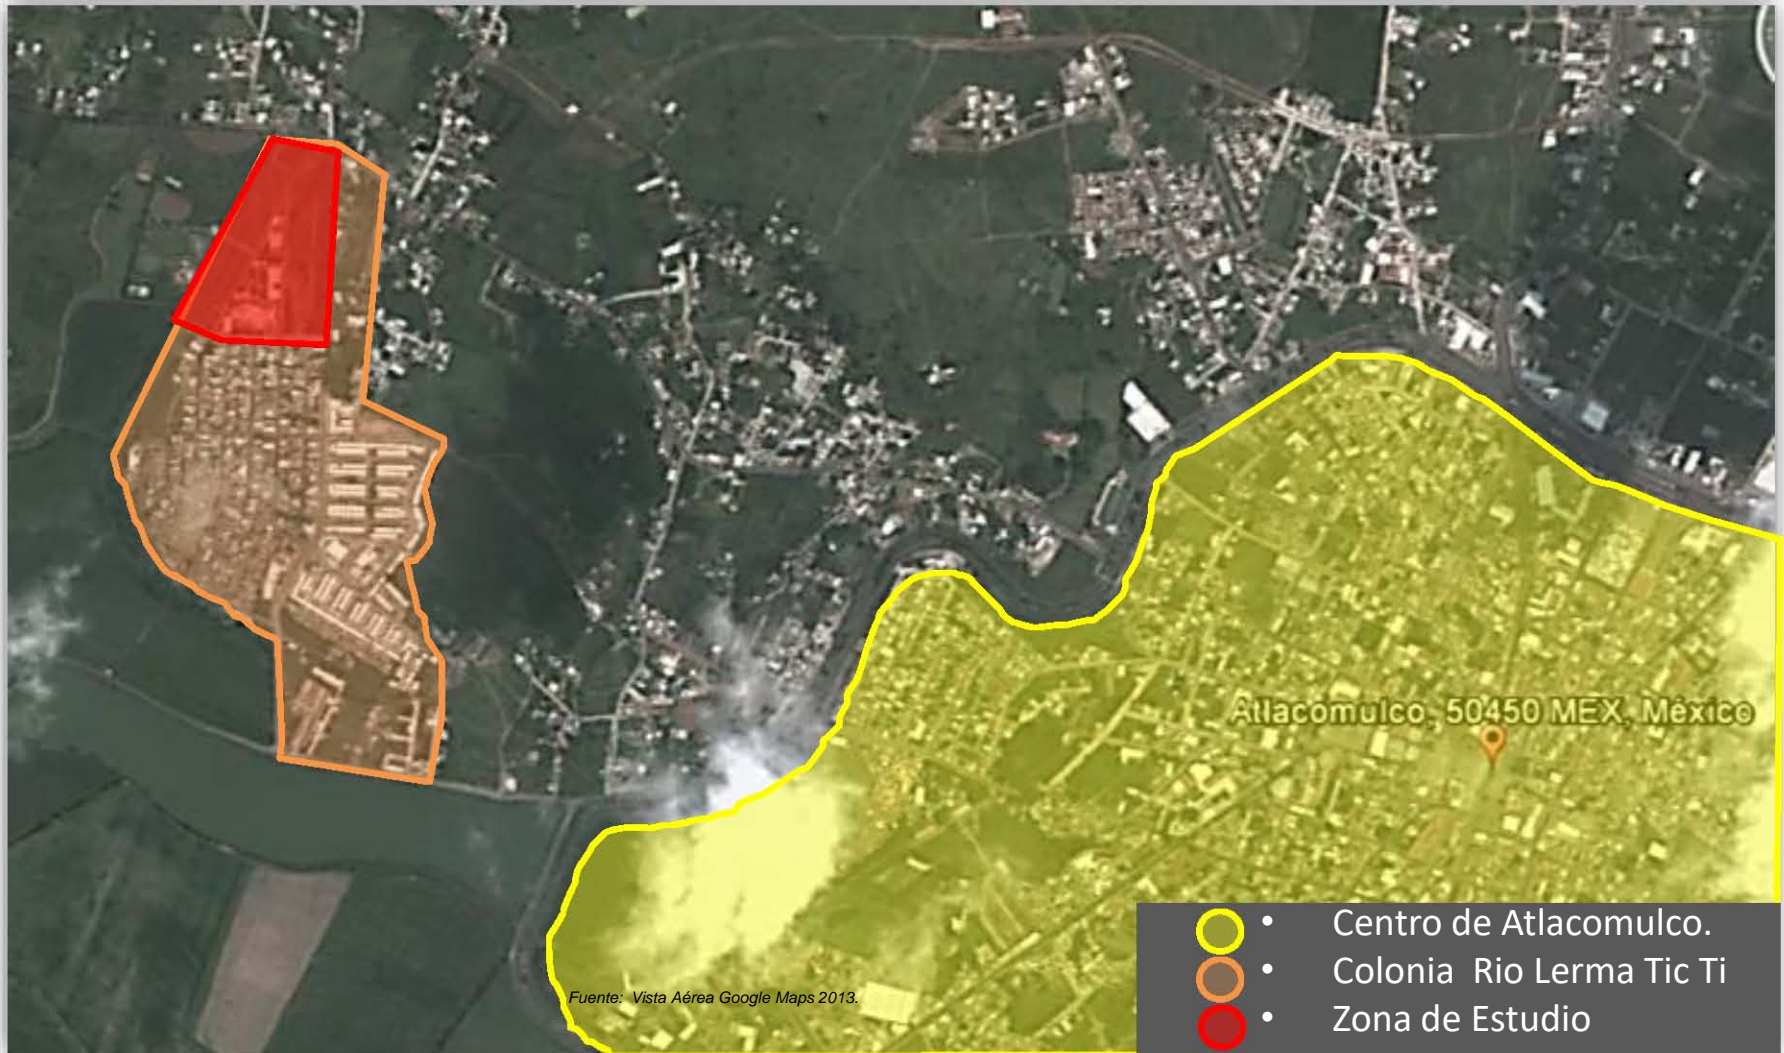 Atlacomulco, 50450 MEX, México
• Centro de Atlacomulco.
• Colonia Rio Lerma Tic Ti
• Zona de Estudio
Fuente: Vista Aérea Google Maps 2013.